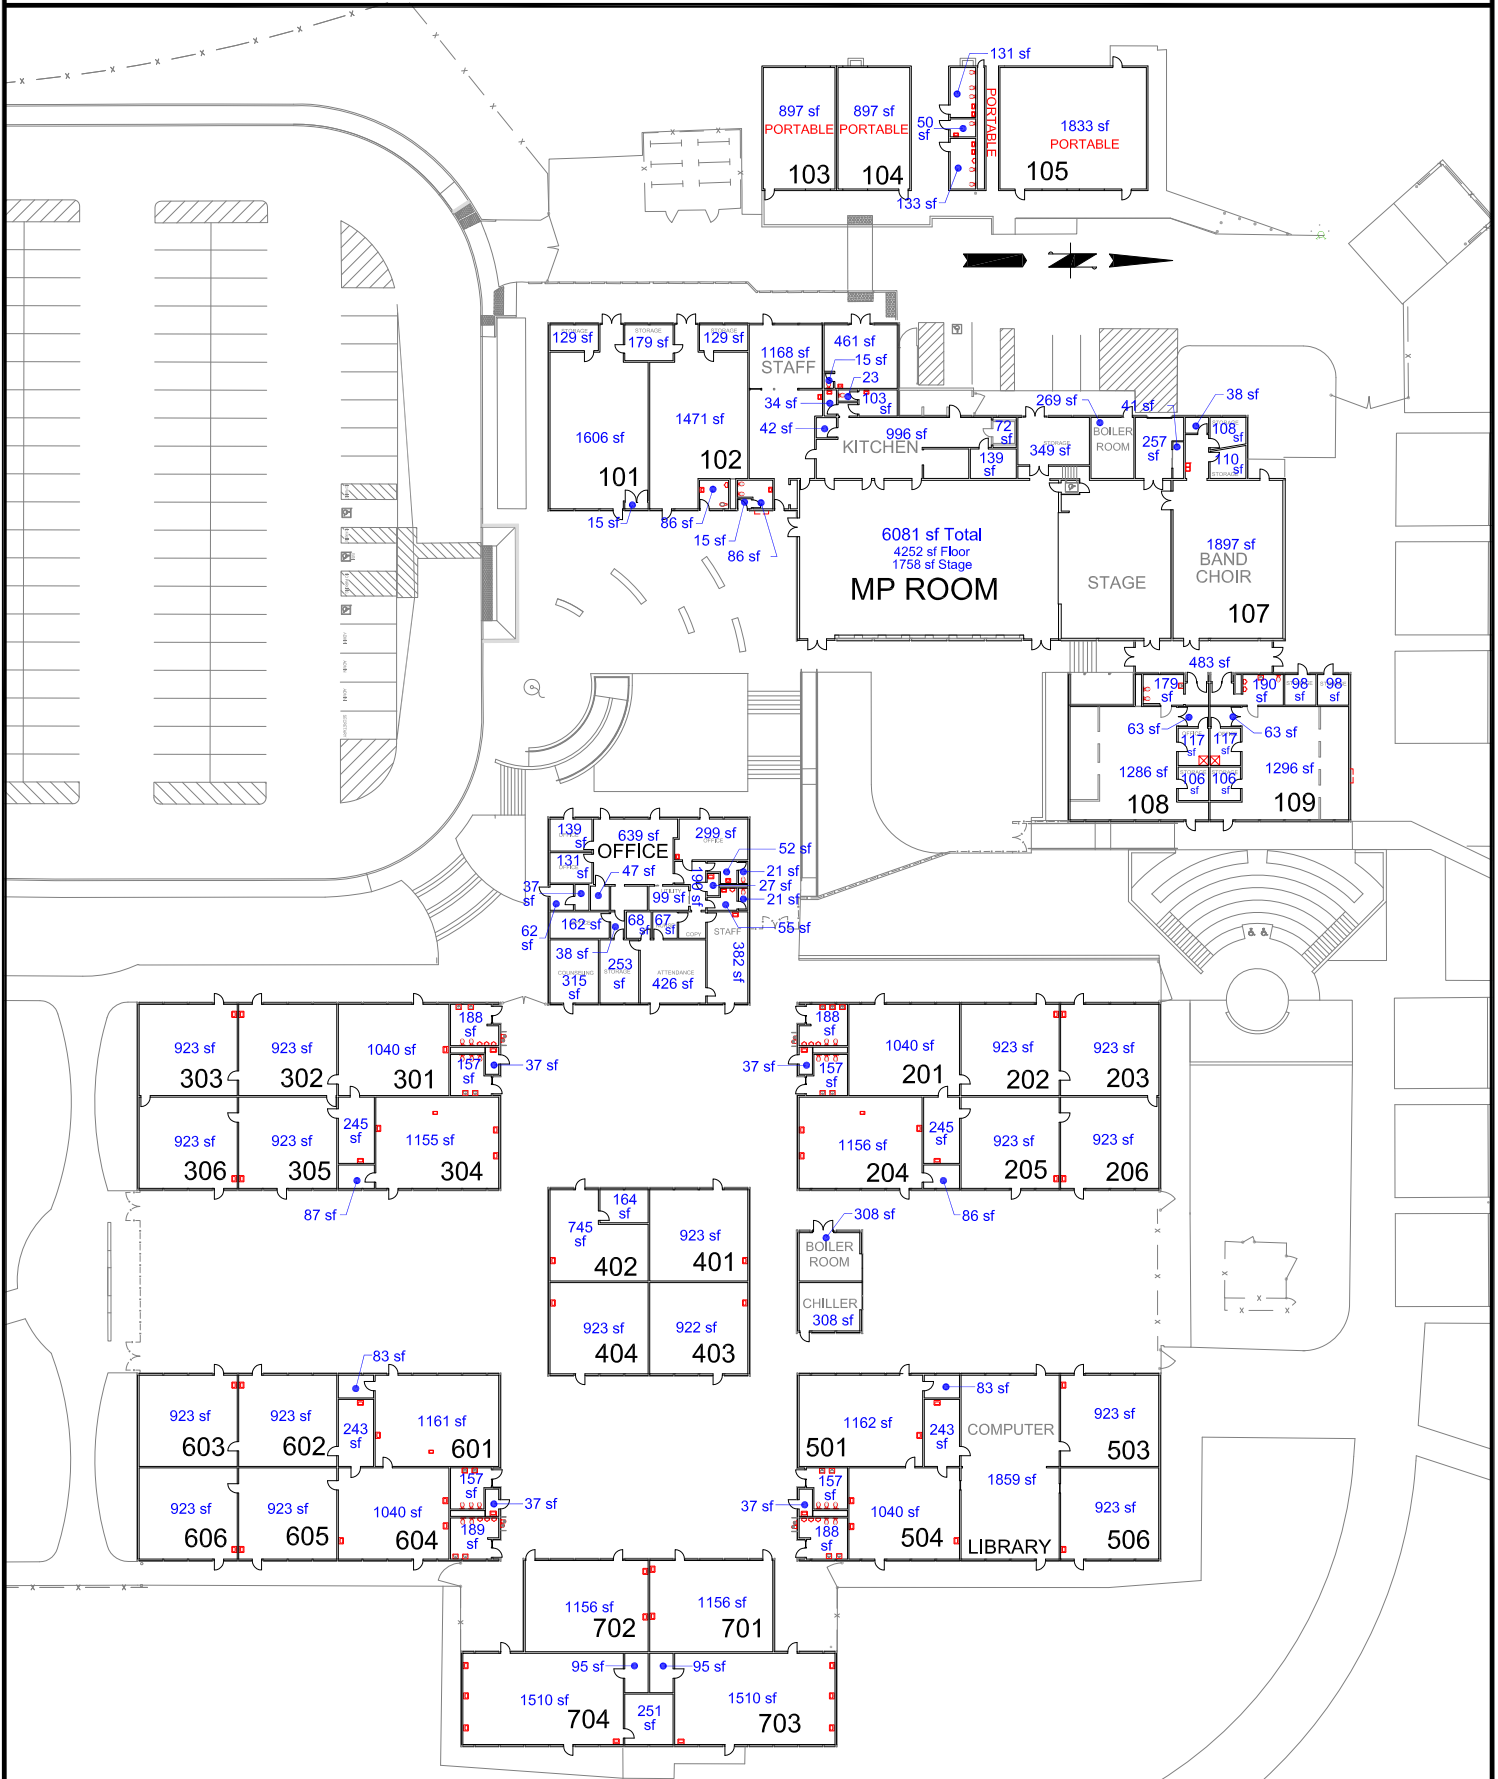 131 sf
897 sf
PORTABLE
103
897 sf
PORTABLE
104
50
sf
PORTABLE
133 sf
1833 sf
PORTABLE
105
STORAGE
129 sf
STORAGE
179 sf
STORAGE
129 sf
1168 sf
STAFF
461 sf
15 sf
23
103
sf
34 sf
42 sf
1606 sf
101
1471 sf
102
15 sf
86 sf
15 sf
86 sf
996 sf
KITCHEN
72
sf
139
sf
STORAGE
349 sf
269 sf
BOILER
ROOM
41 sf
257
sf
38 sf
108
sf
110
sf
STORAGE
6081 sf Total
4252 sf Floor
1758 sf Stage
MP ROOM
STAGE
1897 sf
BAND
CHOIR
107
483 sf
179
sf
190
sf
98
sf
98
sf
63 sf
63 sf
117
sf
117
sf
106
sf
106
sf
1286 sf
108
1296 sf
109
139
sf
639 sf
OFFICE
299 sf
OFFICE
131
sf
47 sf
52 sf
21 sf
27 sf
21 sf
55 sf
37
sf
62
sf
UTILITY
99 sf
199 sf
162 sf
68
sf
67
sf
COPY
STAFF
382 sf
38 sf
COUNSELING
315
sf
253
STORAGE
sf
ATTENDANCE
426 sf
923 sf
303
923 sf
302
1040 sf
301
188
sf
157
sf
37 sf
923 sf
306
923 sf
305
245
sf
1155 sf
304
87 sf
37 sf
188
sf
157
sf
1040 sf
201
923 sf
202
923 sf
203
1156 sf
204
245
sf
923 sf
205
923 sf
206
86 sf
164
sf
745
sf
402
923 sf
401
923 sf
404
922 sf
403
308 sf
BOILER
ROOM
CHILLER
308 sf
83 sf
923 sf
603
923 sf
602
243
sf
1161 sf
601
923 sf
606
923 sf
605
1040 sf
604
157
sf
189
sf
37 sf
83 sf
1162 sf
501
243
sf
COMPUTER
1859 sf
LIBRARY
923 sf
503
37 sf
157
sf
188
sf
1040 sf
504
923 sf
506
1156 sf
702
1156 sf
701
95 sf
95 sf
1510 sf
704
251
sf
1510 sf
703